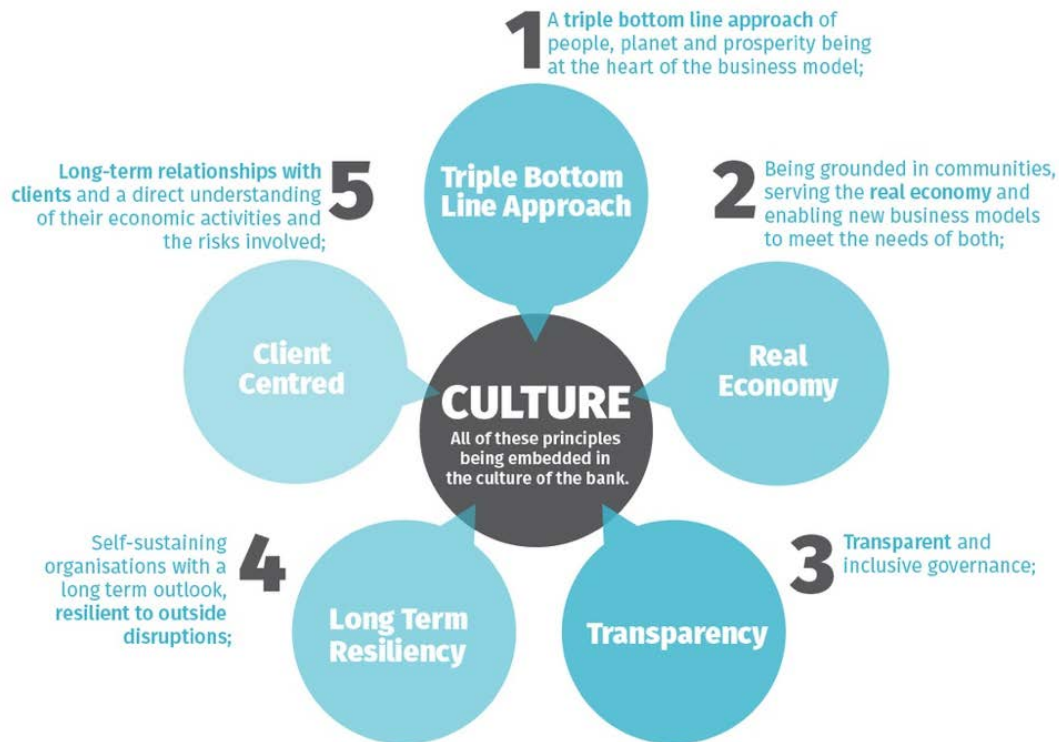 1
A triple bottom line approach of
people, planet and prosperity being
at the heart of the business model;
Triple Bottom
Line Approach
2
Being grounded in communities,
serving the real economy and
enabling new business models
to meet the needs of both;
Real
Economy
3
Transparent and
inclusive governance;
Transparency
4
Self-sustaining
organisations with a
long term outlook,
resilient to outside
disruptions;
Long Term
Resiliency
5
Long-term relationships with
clients and a direct understanding
of their economic activities and
the risks involved;
Client
Centred
CULTURE
All of these principles
being embedded in
the culture of the bank.